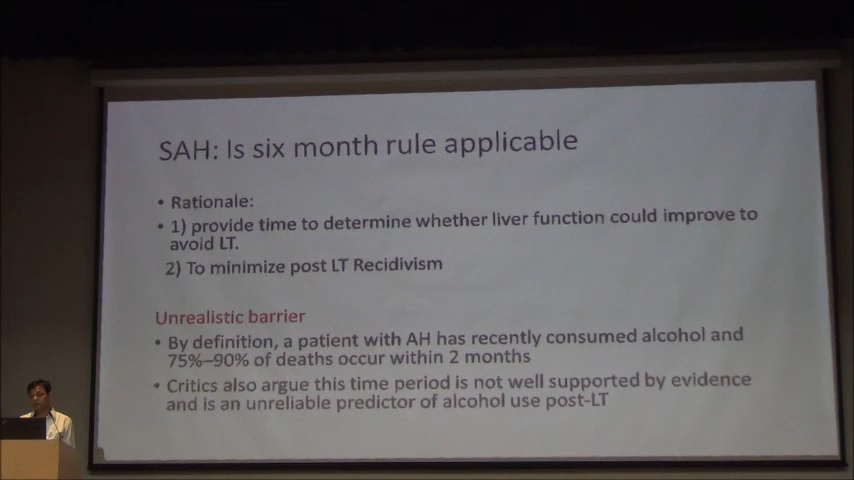 SAH: Is six month rule applicable
• Rationale:
• 1) provide time to determine whether liver function could improve to
avoid LT.
2) To minimize post LT Recidivism
Unrealistic barrier
• By definition, a patient with AH has recently consumed alcohol and
75%–90% of deaths occur within 2 months
• Critics also argue this time period is not well supported by evidence
and is an unreliable predictor of alcohol use post-LT